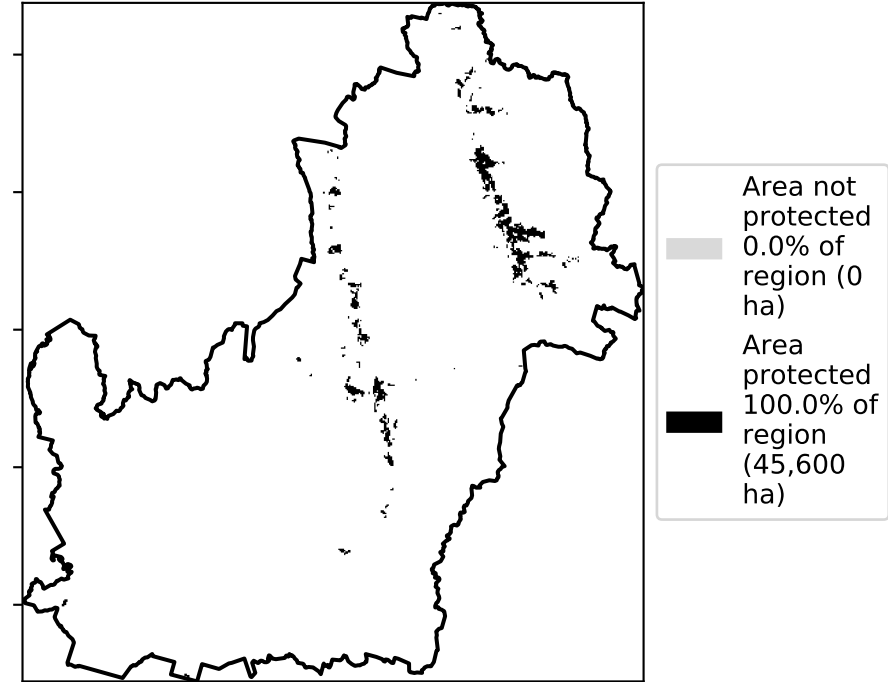 Area not
protected
0.0% of
region (0
ha)
Area
protected
100.0% of
region
(45,600
ha)